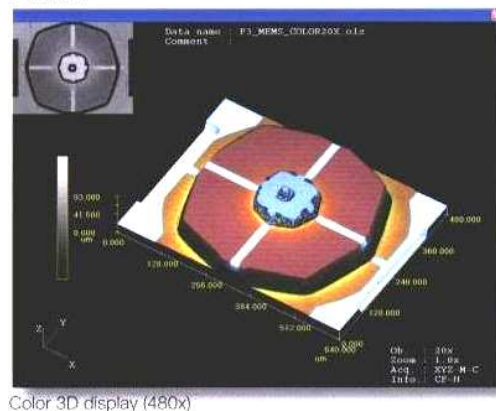 Data name : P3_MEMS_COLOR20X.ols
Comment :
83.000
41.500
0.000
um
0.000
128.000
256.000
384.000
512.000
640.000
um
0.000
120.000
240.000
360.000
480.000
Z
Y
X
Ob. : 20x
Zoom : 1.0x
Acq. : XYZ-M-C
Info. : CF-H
Color 3D display (480x)